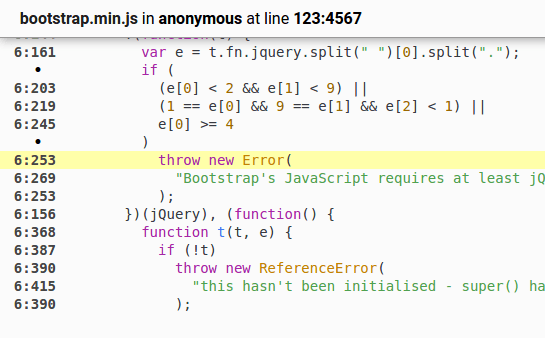 bootstrap.min.js in anonymous at line 123:4567
6:161 var e = t.fn.jquery.split(" ")[0].split(".");
• if (
6:203 (e[0] < 2 && e[1] < 9) ||
6:219 (1 == e[0] && 9 == e[1] && e[2] < 1) ||
6:245 e[0] >= 4
• )
6:253 throw new Error(
6:269 "Bootstrap's JavaScript requires at least jQ
6:253 );
6:156 })(jQuery), (function() {
6:368 function t(t, e) {
6:387 if (!t)
6:390 throw new ReferenceError(
6:415 "this hasn't been initialised - super() ha
6:390 );